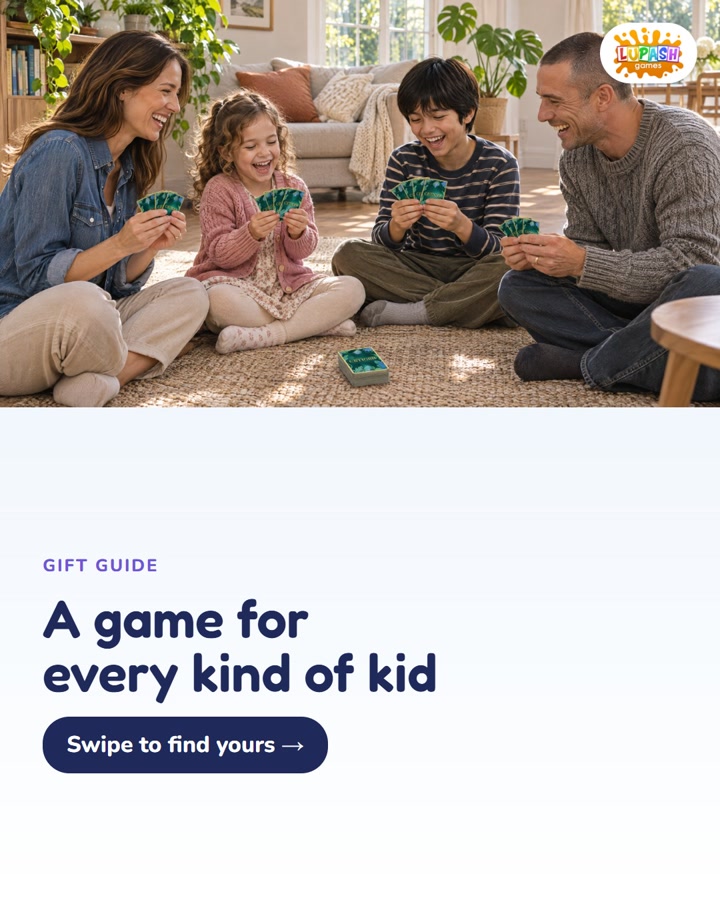 LUPASH
games
GIFT GUIDE
A game for
every kind of kid
Swipe to find yours →